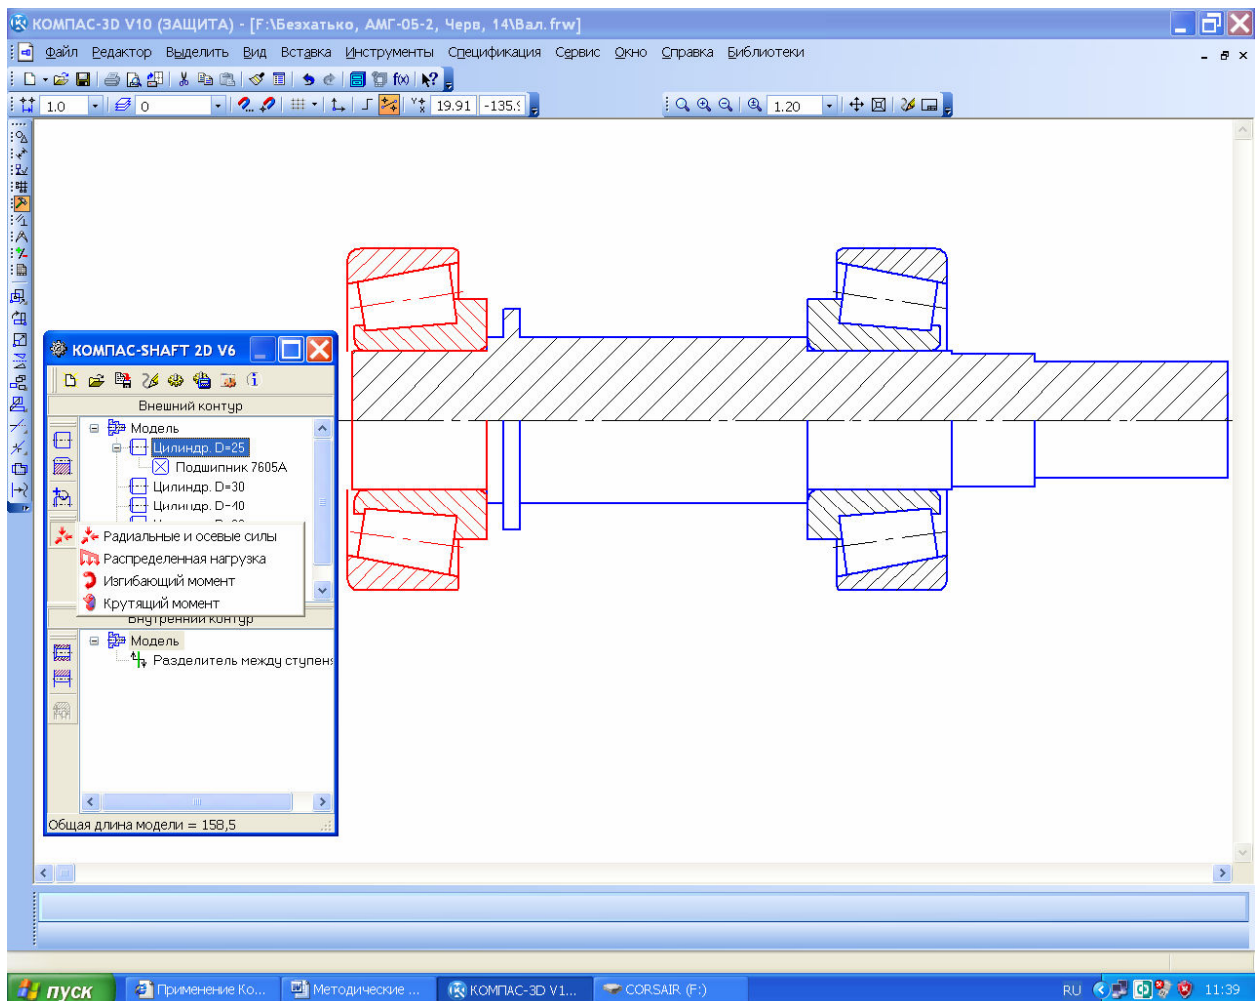 КОМПАС-3D V10 (ЗАЩИТА) - [F:\Безхатько, АМГ-05-2, Черв, 14\Вал.frw]
Файл Редактор Выделить Вид Вставка Инструменты Спецификация Сервис Окно Справка Библиотеки
f(x)
1.0 0 19.91 -135. 1.20
КОМПАС-SHAFT 2D V6
Внешний контур
Модель
Цилиндр. D=25
Подшипник 7605А
Цилиндр. D=30
Цилиндр. D=40
Радиальные и осевые силы
Распределенная нагрузка
Изгибающий момент
Крутящий момент
Внутренний контур
Модель
Разделитель между ступеня
Общая длина модели = 158,5
пуск Применение Ко... Методические ... КОМПАС-3D V1... CORSAIR (F:) RU 11:39